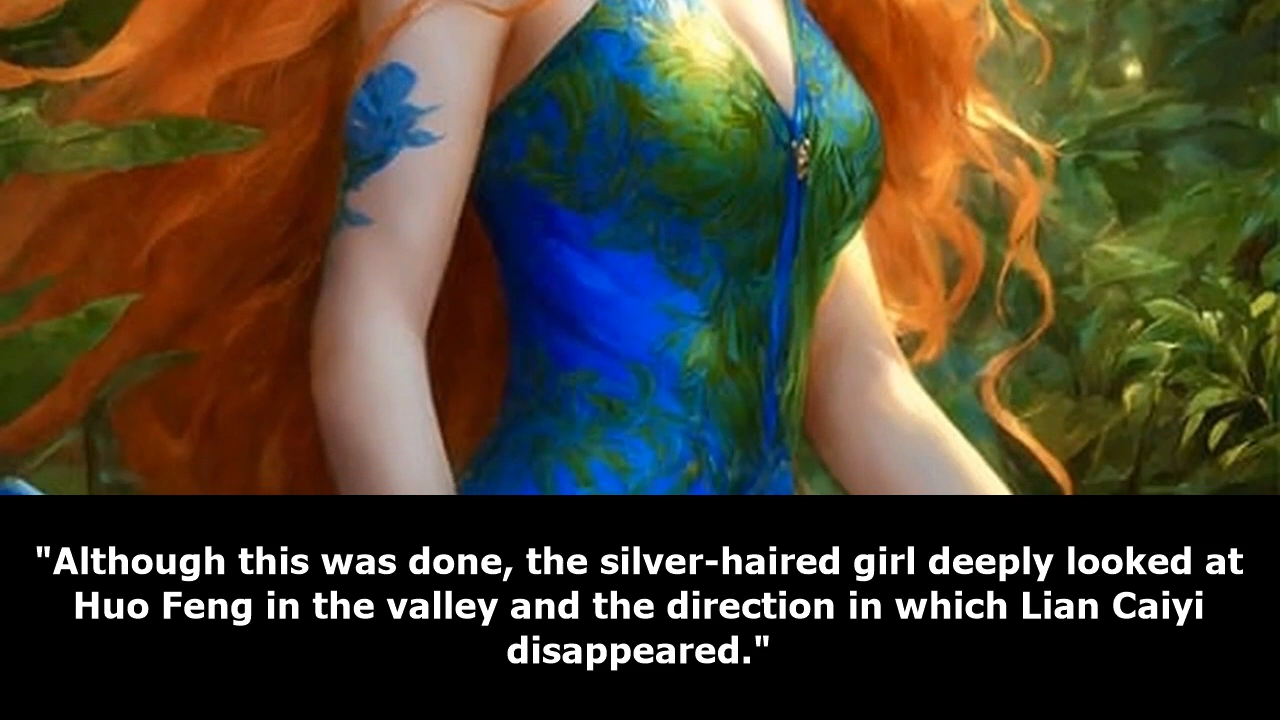 "Although this was done, the silver-haired girl deeply looked at
Huo Feng in the valley and the direction in which Lian Caiyi
disappeared."